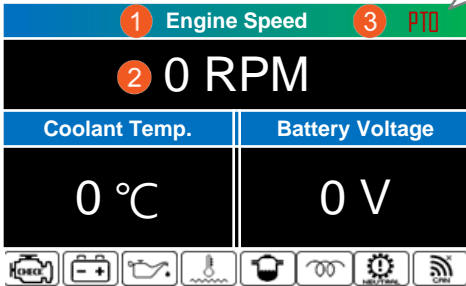 1 Engine Speed 3 PTO
2 0 RPM
Coolant Temp. Battery Voltage
0 ℃ 0 V
CHECK - + NEUTRAL CAN